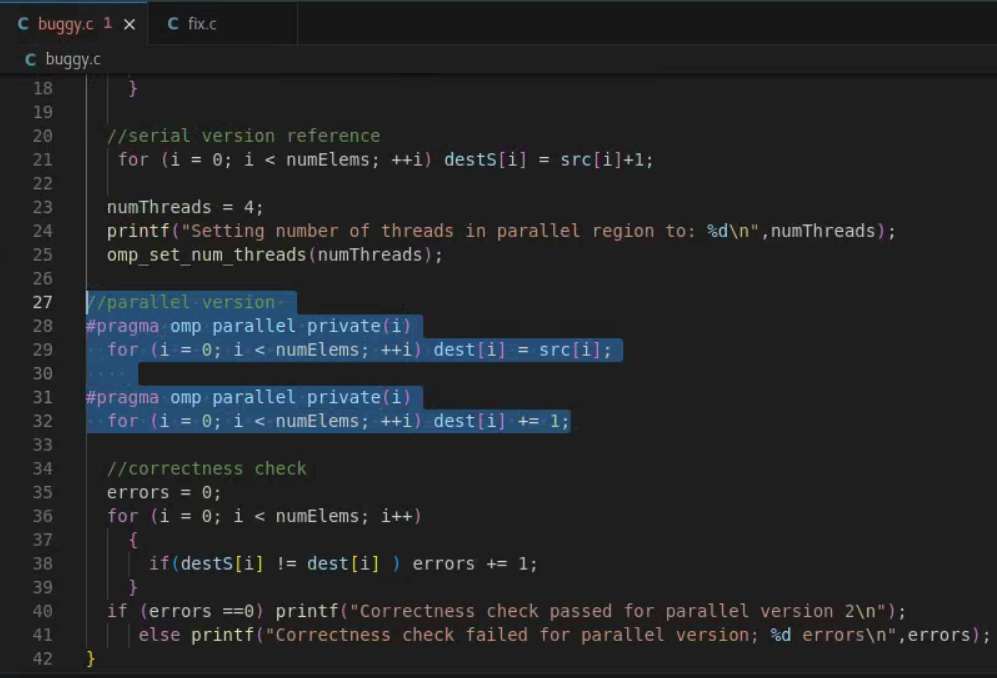 C buggy.c 1 × C fix.c
C buggy.c
18 }
19
20 //serial version reference
21 for (i = 0; i < numElems; ++i) destS[i] = src[i]+1;
22
23 numThreads = 4;
24 printf("Setting number of threads in parallel region to: %d\n",numThreads);
25 omp_set_num_threads(numThreads);
26
27 //parallel version
28 #pragma omp parallel private(i)
29 for (i = 0; i < numElems; ++i) dest[i] = src[i];
30
31 #pragma omp parallel private(i)
32 for (i = 0; i < numElems; ++i) dest[i] += 1;
33
34 //correctness check
35 errors = 0;
36 for (i = 0; i < numElems; i++)
37 {
38 if(destS[i] != dest[i] ) errors += 1;
39 }
40 if (errors ==0) printf("Correctness check passed for parallel version 2\n");
41 else printf("Correctness check failed for parallel version; %d errors\n",errors);
42 }